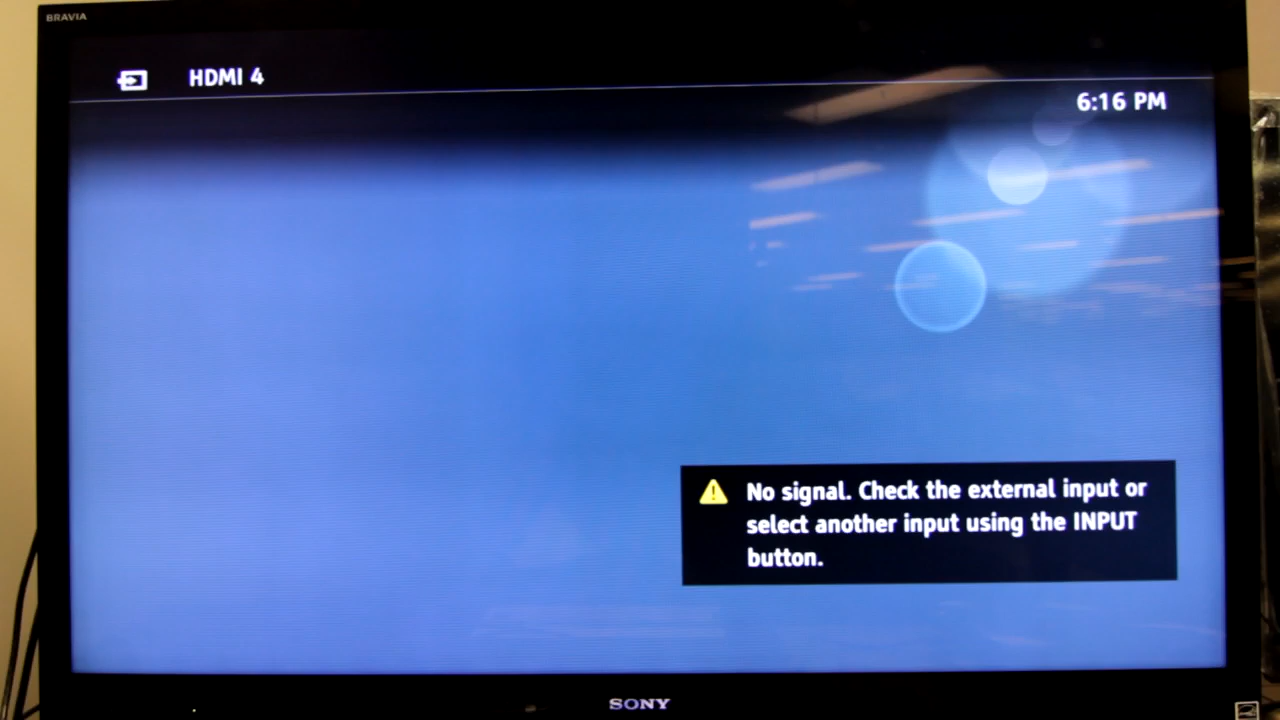 BRAVIA
HDMI 4
6:16 PM
No signal. Check the external input or
select another input using the INPUT
button.
SONY